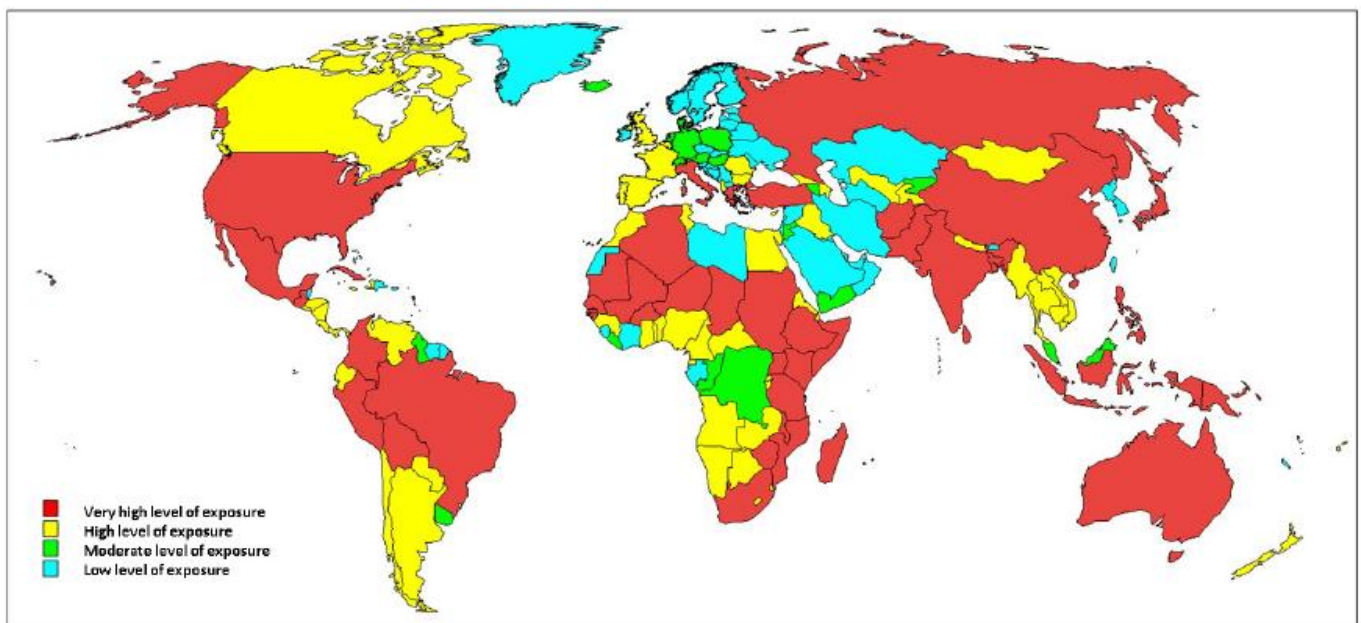 Very high level of exposure
High level of exposure
Moderate level of exposure
Low level of exposure